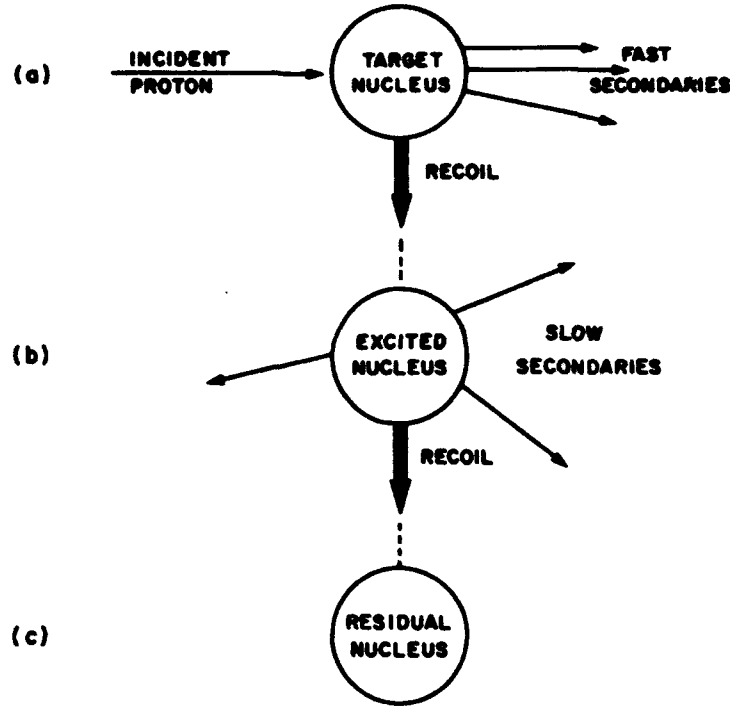 (a)
INCIDENT
PROTON
TARGET
NUCLEUS
FAST
SECONDARIES
RECOIL
(b)
EXCITED
NUCLEUS
SLOW
SECONDARIES
RECOIL
(c)
RESIDUAL
NUCLEUS